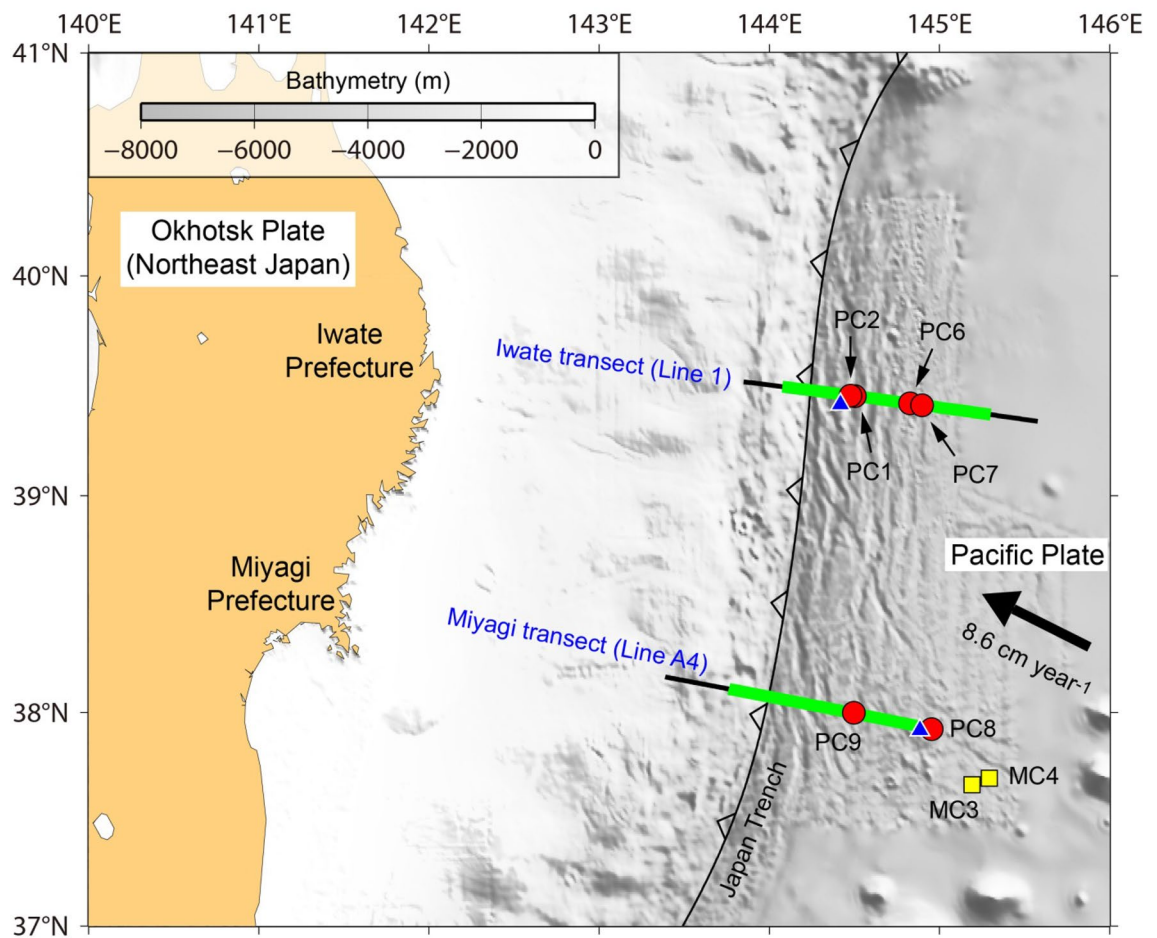 140°E 141°E 142°E 143°E 144°E 145°E 146°E
41°N
Bathymetry (m)
−8000 −6000 −4000 −2000 0
Okhotsk Plate
(Northeast Japan)
40°N
Iwate
Prefecture
Iwate transect (Line 1)
PC2
PC6
PC1
PC7
39°N
Pacific Plate
8.6 cm year-1
Miyagi
Prefecture
Miyagi transect (Line A4)
38°N
PC9
PC8
MC4
MC3
Japan Trench
37°N